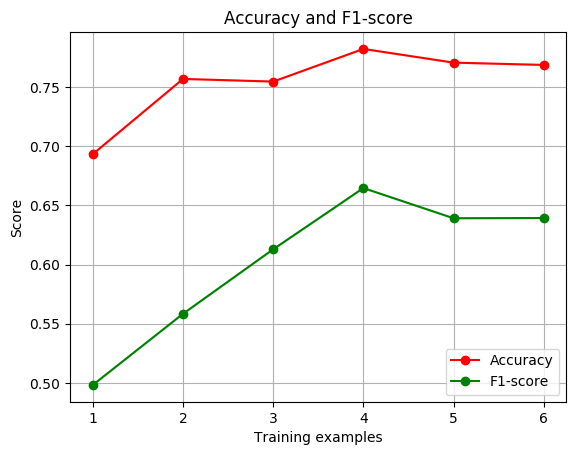 Accuracy and F1-score
Score
0.75
0.70
0.65
0.60
0.55
0.50
Accuracy
F1-score
1 2 3 4 5 6
Training examples